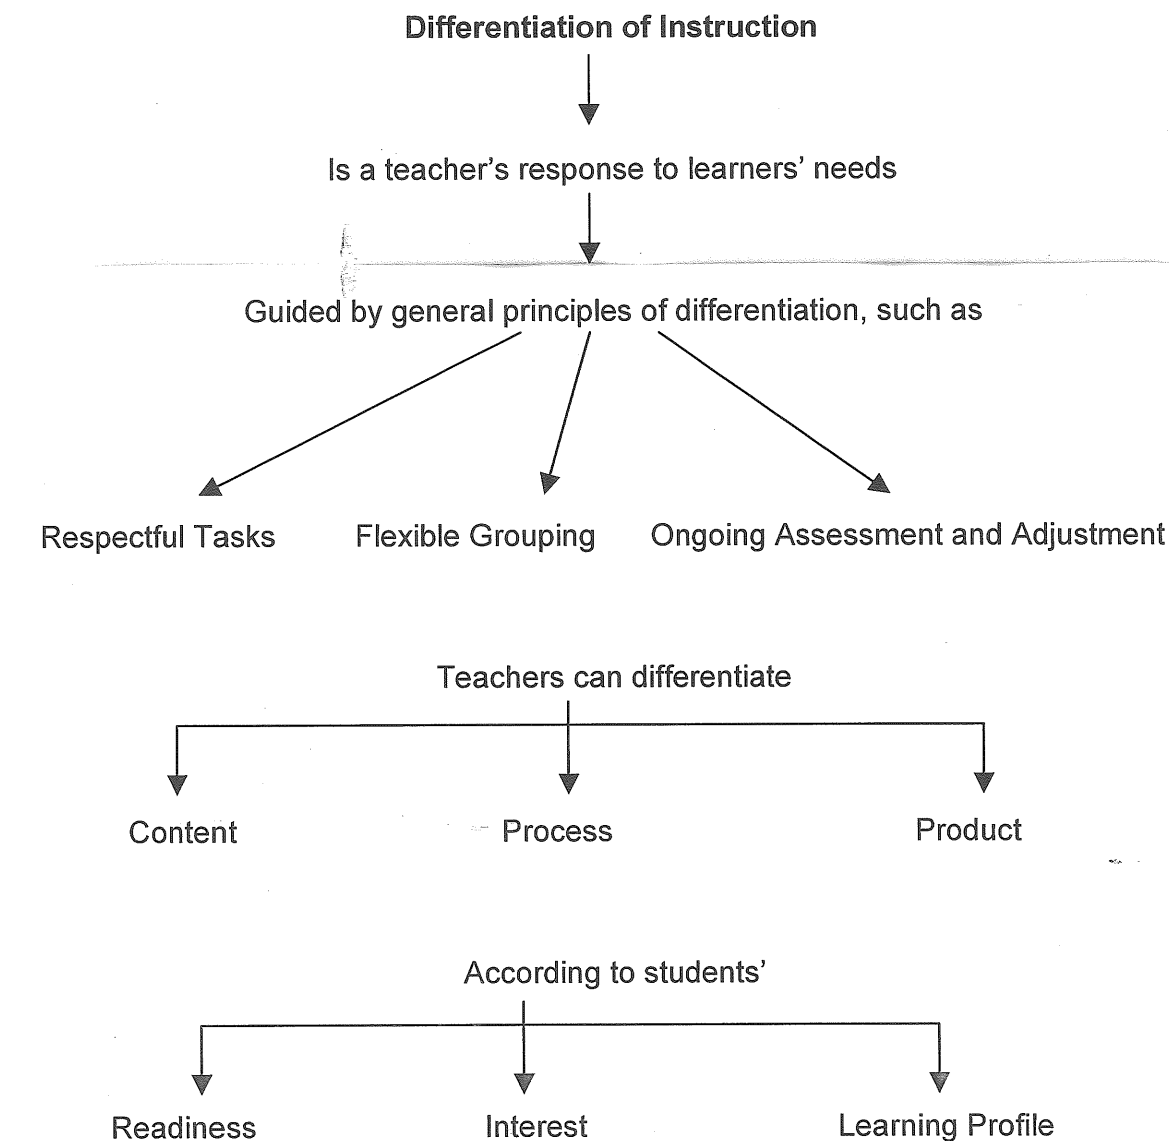 Differentiation of Instruction
Is a teacher's response to learners' needs
Guided by general principles of differentiation, such as
Respectful Tasks Flexible Grouping Ongoing Assessment and Adjustment
Teachers can differentiate
Content Process Product
According to students'
Readiness Interest Learning Profile